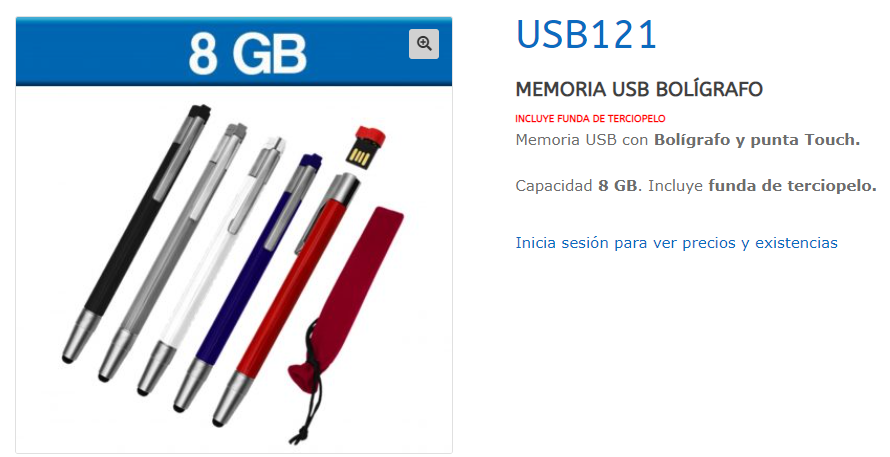 8 GB
USB121
MEMORIA USB BOLÍGRAFO
INCLUYE FUNDA DE TERCIOPELO
Memoria USB con Bolígrafo y punta Touch.
Capacidad 8 GB. Incluye funda de terciopelo.
Inicia sesión para ver precios y existencias